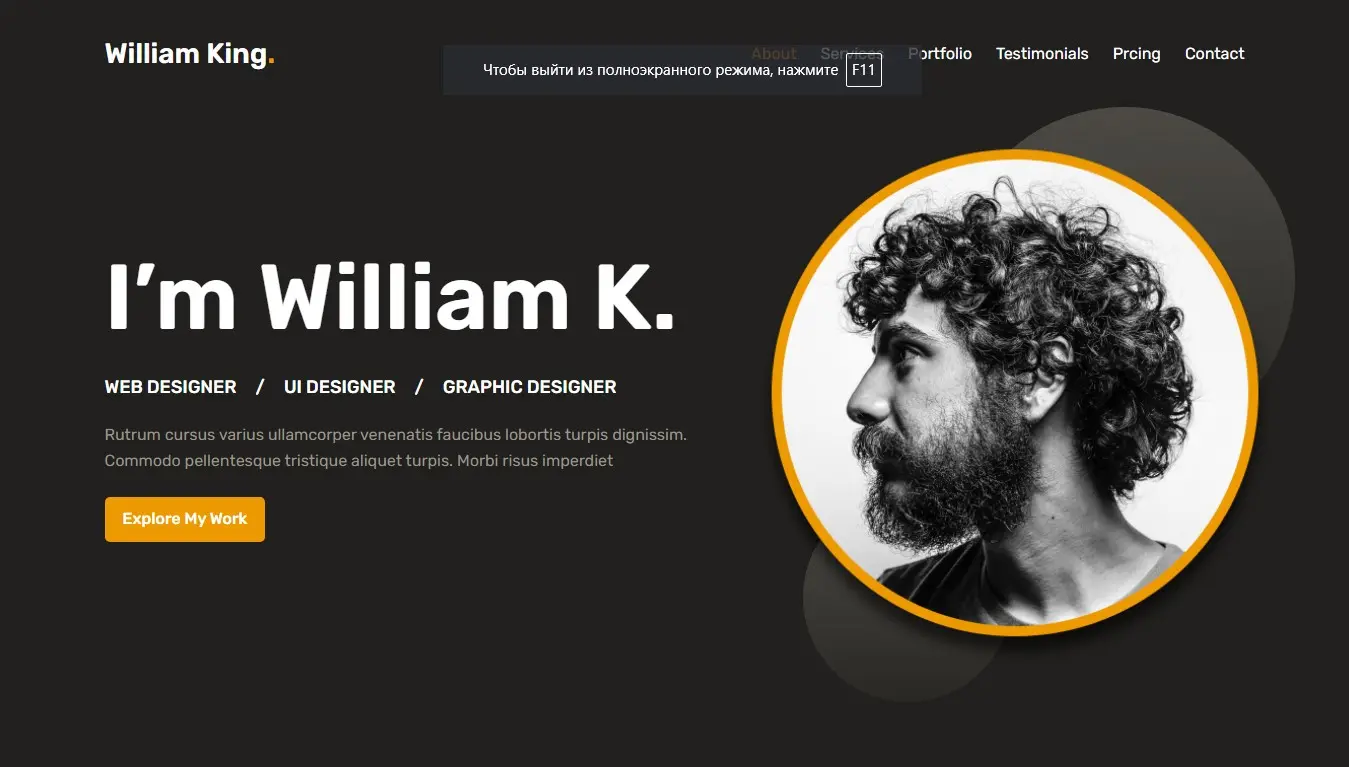 William King.
About Services Portfolio Testimonials Prcing Contact
Чтобы выйти из полноэкранного режима, нажмите F11
I’m William K.
WEB DESIGNER / UI DESIGNER / GRAPHIC DESIGNER
Rutrum cursus varius ullamcorper venenatis faucibus lobortis turpis dignissim.
Commodo pellentesque tristique aliquet turpis. Morbi risus imperdiet
Explore My Work